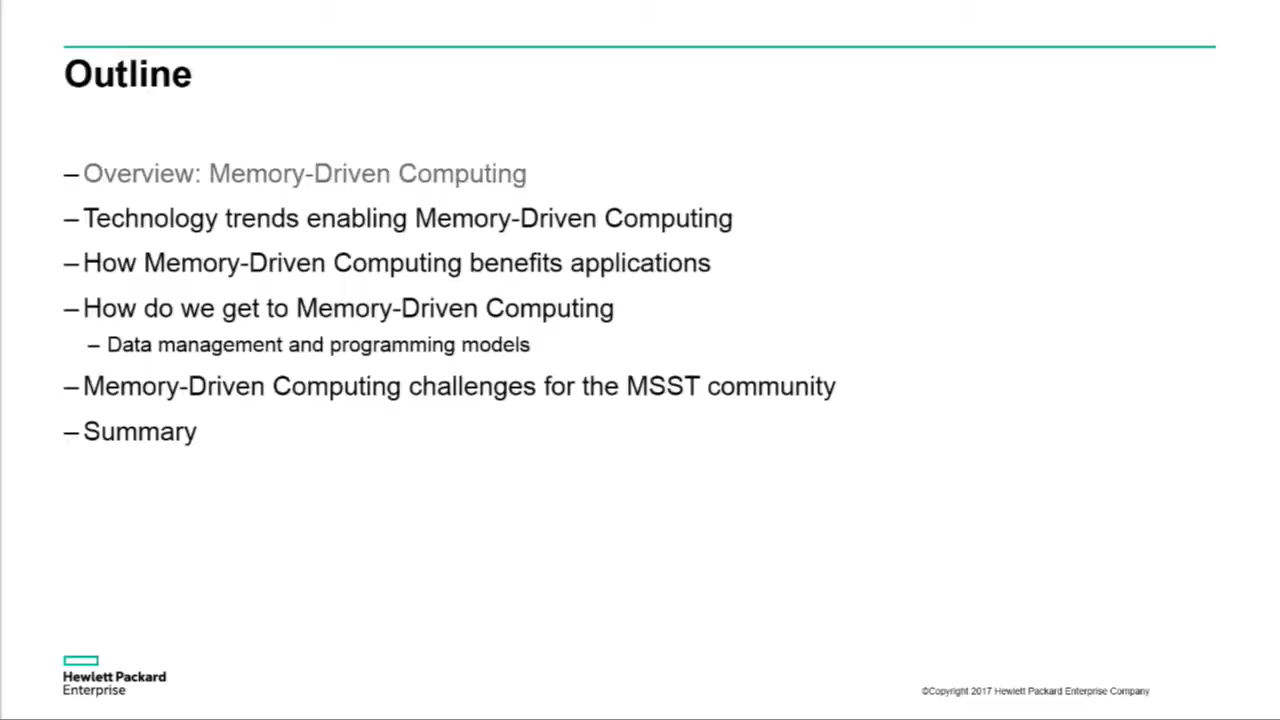 Outline
– Overview: Memory-Driven Computing
– Technology trends enabling Memory-Driven Computing
– How Memory-Driven Computing benefits applications
– How do we get to Memory-Driven Computing
– Data management and programming models
– Memory-Driven Computing challenges for the MSST community
– Summary
Hewlett Packard
Enterprise
©Copyright 2017 Hewlett Packard Enterprise Company